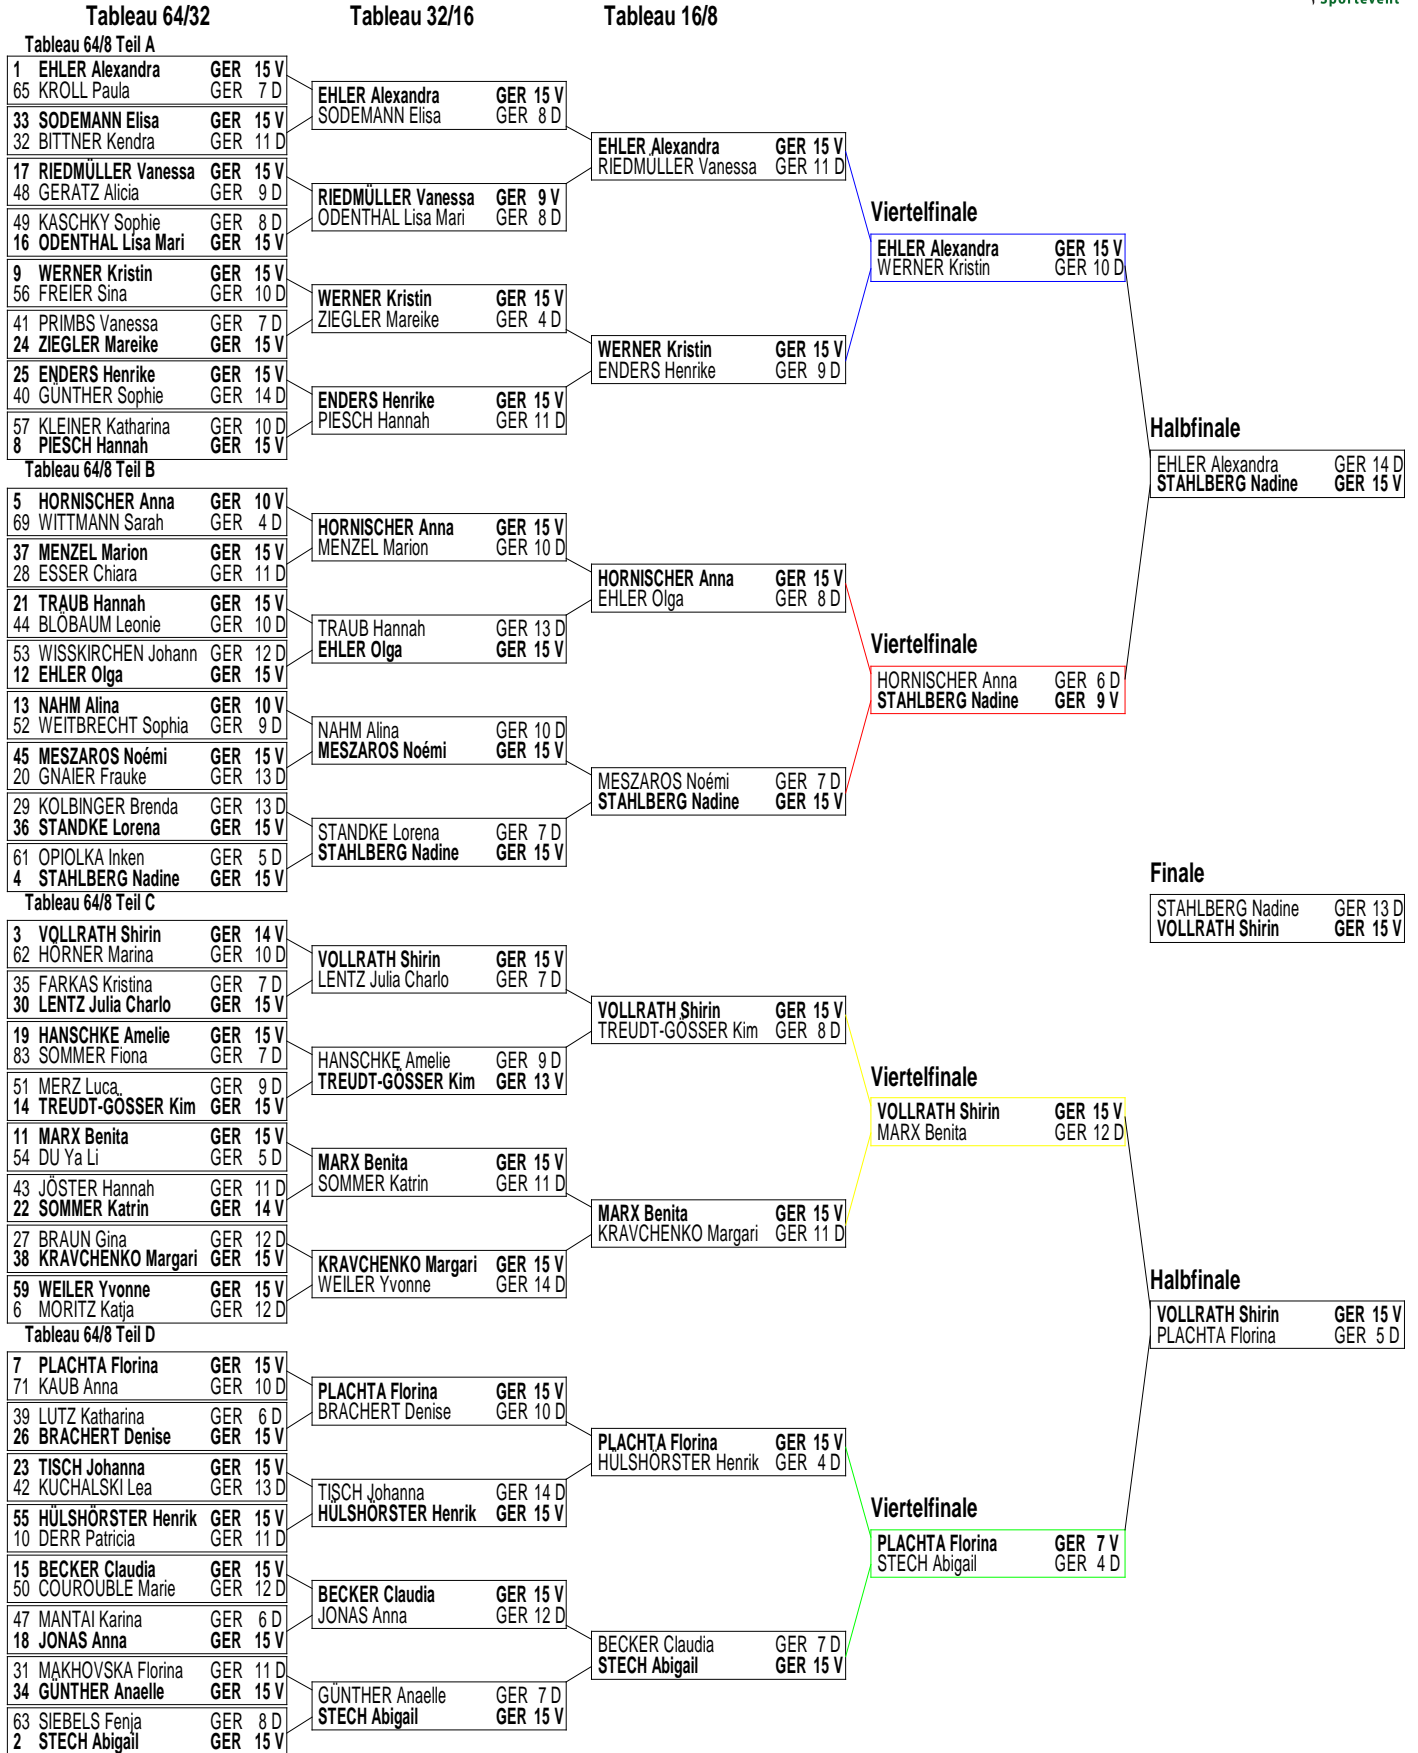 Sportevent
Tableau 64/32
Tableau 32/16
Tableau 16/8
Tableau 64/8 Teil A
1 EHLER Alexandra GER 15 V
65 KROLL Paula GER 7 D
33 SODEMANN Elisa GER 15 V
32 BITTNER Kendra GER 11 D
17 RIEDMÜLLER Vanessa GER 15 V
48 GERATZ Alicia GER 9 D
49 KASCHKY Sophie GER 8 D
16 ODENTHAL Lisa Mari GER 15 V
9 WERNER Kristin GER 15 V
56 FREIER Sina GER 10 D
41 PRIMBS Vanessa GER 7 D
24 ZIEGLER Mareike GER 15 V
25 ENDERS Henrike GER 15 V
40 GÜNTHER Sophie GER 14 D
57 KLEINER Katharina GER 10 D
8 PIESCH Hannah GER 15 V
Tableau 64/8 Teil B
5 HORNISCHER Anna GER 10 V
69 WITTMANN Sarah GER 4 D
37 MENZEL Marion GER 15 V
28 ESSER Chiara GER 11 D
21 TRAUB Hannah GER 15 V
44 BLÖBAUM Leonie GER 10 D
53 WISSKIRCHEN Johann GER 12 D
12 EHLER Olga GER 15 V
13 NAHM Alina GER 10 V
52 WEITBRECHT Sophia GER 9 D
45 MESZAROS Noémi GER 15 V
20 GNAIER Frauke GER 13 D
29 KOLBINGER Brenda GER 13 D
36 STANDKE Lorena GER 15 V
61 OPIOLKA Inken GER 5 D
4 STAHLBERG Nadine GER 15 V
Tableau 64/8 Teil C
3 VOLLRATH Shirin GER 14 V
62 HÖRNER Marina GER 10 D
35 FARKAS Kristina GER 7 D
30 LENTZ Julia Charlo GER 15 V
19 HANSCHKE Amelie GER 15 V
83 SOMMER Fiona GER 7 D
51 MERZ Luca GER 9 D
14 TREUDT-GÖSSER Kim GER 15 V
11 MARX Benita GER 15 V
54 DU Ya Li GER 5 D
43 JÖSTER Hannah GER 11 D
22 SOMMER Katrin GER 14 V
27 BRAUN Gina GER 12 D
38 KRAVCHENKO Margari GER 15 V
59 WEILER Yvonne GER 15 V
6 MORITZ Katja GER 12 D
Tableau 64/8 Teil D
7 PLACHTA Florina GER 15 V
71 KAUB Anna GER 10 D
39 LUTZ Katharina GER 6 D
26 BRACHERT Denise GER 15 V
23 TISCH Johanna GER 15 V
42 KUCHALSKI Lea GER 13 D
55 HÜLSHÖRSTER Henrik GER 15 V
10 DERR Patricia GER 11 D
15 BECKER Claudia GER 15 V
50 COUROUBLE Marie GER 12 D
47 MANTAI Karina GER 6 D
18 JONAS Anna GER 15 V
31 MAKHOVSKA Florina GER 11 D
34 GÜNTHER Anaelle GER 15 V
63 SIEBELS Fenja GER 8 D
2 STECH Abigail GER 15 V
EHLER Alexandra GER 15 V
SODEMANN Elisa GER 8 D
RIEDMÜLLER Vanessa GER 9 V
ODENTHAL Lisa Mari GER 8 D
WERNER Kristin GER 15 V
ZIEGLER Mareike GER 4 D
ENDERS Henrike GER 15 V
PIESCH Hannah GER 11 D
HORNISCHER Anna GER 15 V
MENZEL Marion GER 10 D
TRAUB Hannah GER 13 D
EHLER Olga GER 15 V
NAHM Alina GER 10 D
MESZAROS Noémi GER 15 V
STANDKE Lorena GER 7 D
STAHLBERG Nadine GER 15 V
VOLLRATH Shirin GER 15 V
LENTZ Julia Charlo GER 7 D
HANSCHKE Amelie GER 9 D
TREUDT-GÖSSER Kim GER 13 V
MARX Benita GER 15 V
SOMMER Katrin GER 11 D
KRAVCHENKO Margari GER 15 V
WEILER Yvonne GER 14 D
PLACHTA Florina GER 15 V
BRACHERT Denise GER 10 D
TISCH Johanna GER 14 D
HÜLSHÖRSTER Henrik GER 15 V
BECKER Claudia GER 15 V
JONAS Anna GER 12 D
GÜNTHER Anaelle GER 7 D
STECH Abigail GER 15 V
EHLER Alexandra GER 15 V
RIEDMÜLLER Vanessa GER 11 D
WERNER Kristin GER 15 V
ENDERS Henrike GER 9 D
HORNISCHER Anna GER 15 V
EHLER Olga GER 8 D
MESZAROS Noémi GER 7 D
STAHLBERG Nadine GER 15 V
VOLLRATH Shirin GER 15 V
TREUDT-GÖSSER Kim GER 8 D
MARX Benita GER 15 V
KRAVCHENKO Margari GER 11 D
PLACHTA Florina GER 15 V
HÜLSHÖRSTER Henrik GER 4 D
BECKER Claudia GER 7 D
STECH Abigail GER 15 V
Viertelfinale
EHLER Alexandra GER 15 V
WERNER Kristin GER 10 D
Viertelfinale
HORNISCHER Anna GER 6 D
STAHLBERG Nadine GER 9 V
Viertelfinale
VOLLRATH Shirin GER 15 V
MARX Benita GER 12 D
Viertelfinale
PLACHTA Florina GER 7 V
STECH Abigail GER 4 D
Halbfinale
EHLER Alexandra GER 14 D
STAHLBERG Nadine GER 15 V
Finale
STAHLBERG Nadine GER 13 D
VOLLRATH Shirin GER 15 V
Halbfinale
VOLLRATH Shirin GER 15 V
PLACHTA Florina GER 5 D